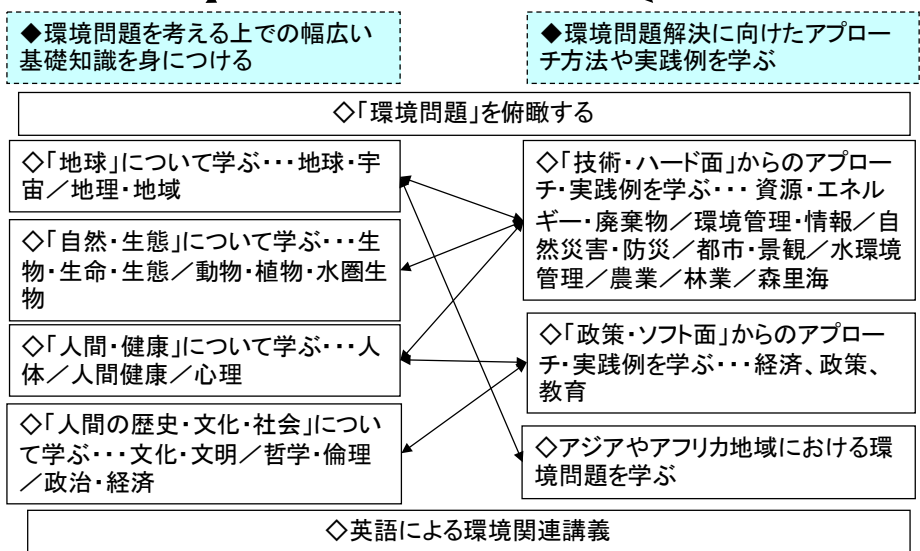 ◆環境問題を考える上での幅広い
基礎知識を身につける
◆環境問題解決に向けたアプロー
チ方法や実践例を学ぶ
◇「環境問題」を俯瞰する
◇「地球」について学ぶ・・・地球・宇
宙／地理・地域
◇「自然・生態」について学ぶ・・・生
物・生命・生態／動物・植物・水圏生
物
◇「人間・健康」について学ぶ・・・人
体／人間健康／心理
◇「人間の歴史・文化・社会」につい
て学ぶ・・・文化・文明／哲学・倫理
／政治・経済
◇「技術・ハード面」からのアプロー
チ・実践例を学ぶ・・・ 資源・エネル
ギー・廃棄物／環境管理・情報／自
然災害・防災／都市・景観／水環境
管理／農業／林業／森里海
◇「政策・ソフト面」からのアプロー
チ・実践例を学ぶ・・・経済、政策、
教育
◇アジアやアフリカ地域における環
境問題を学ぶ
◇英語による環境関連講義